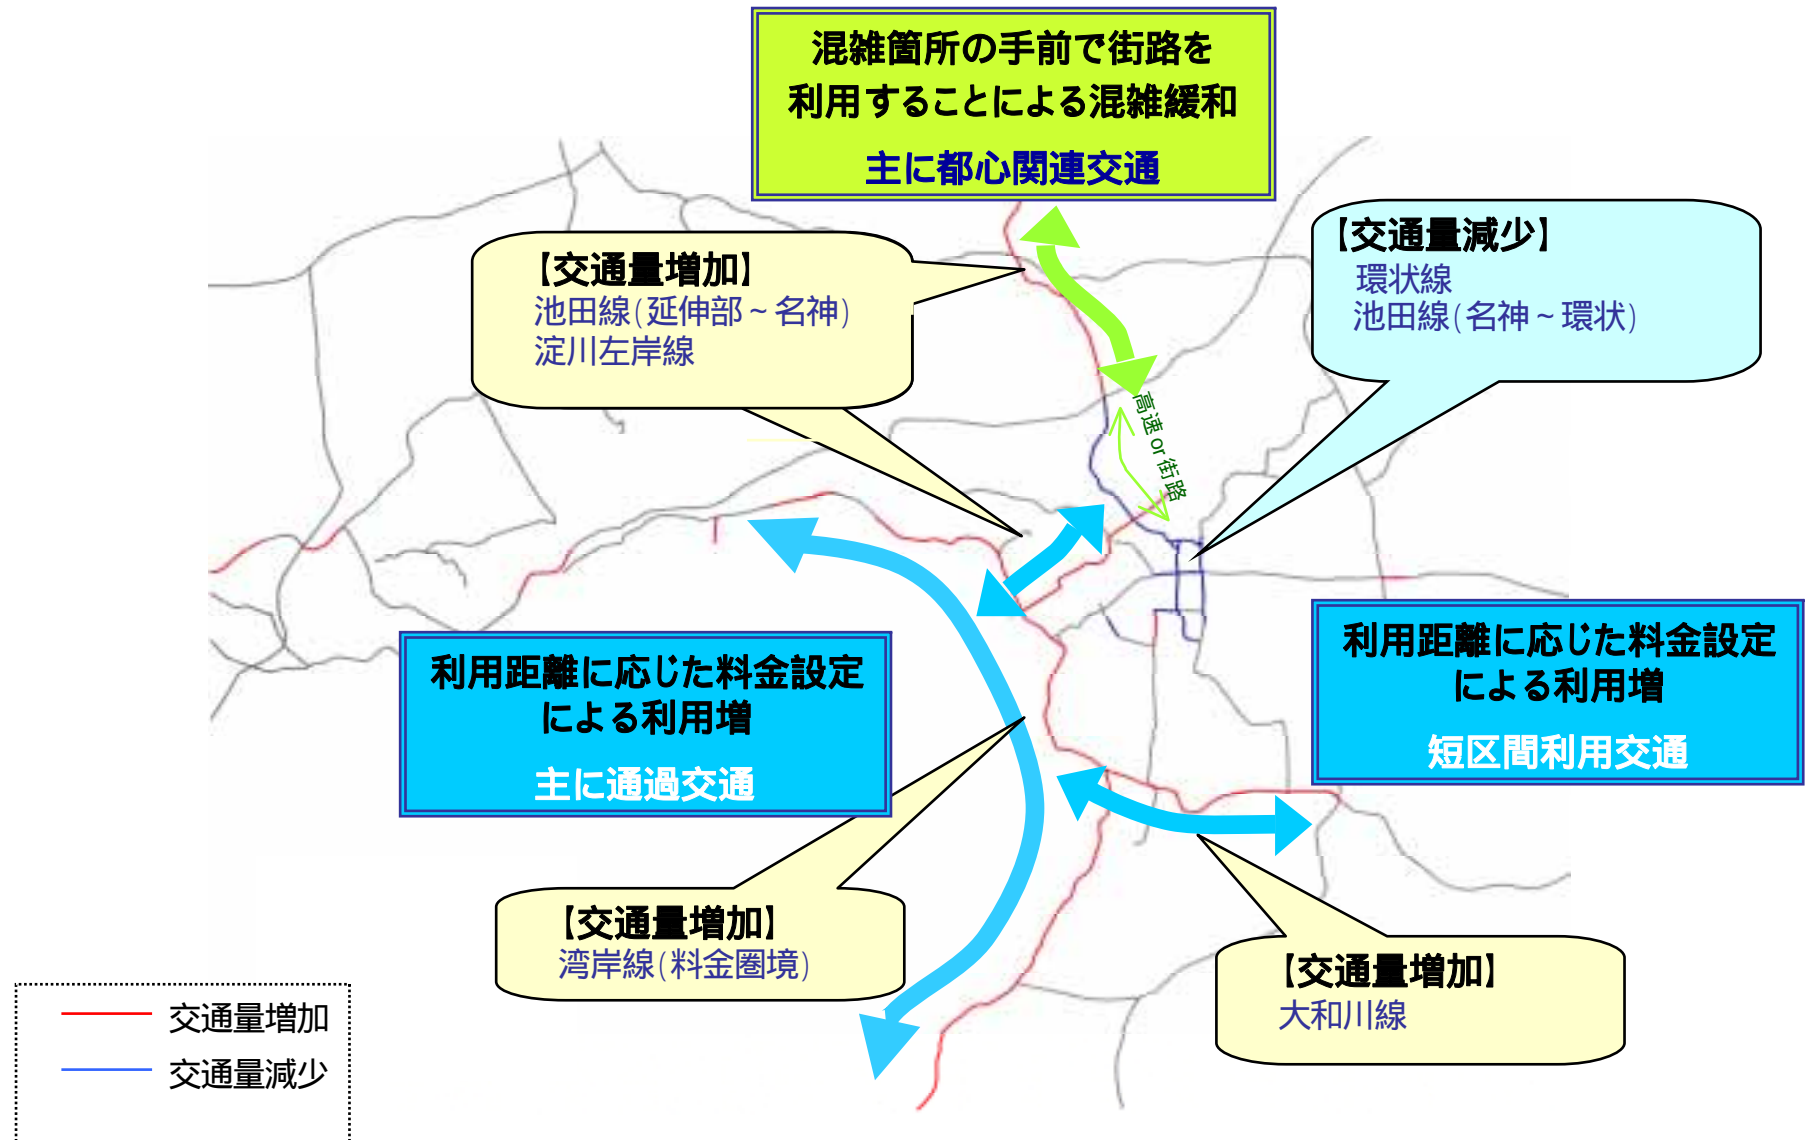 混雑箇所の手前で街路を
利用することによる混雑緩和
主に都心関連交通
【交通量増加】
池田線(延伸部~名神)
淀川左岸線
【交通量減少】
環状線
池田線(名神~環状)
高速or街路
利用距離に応じた料金設定
による利用増
主に通過交通
利用距離に応じた料金設定
による利用増
短区間利用交通
【交通量増加】
湾岸線(料金圏境)
【交通量増加】
大和川線
交通量増加
交通量減少